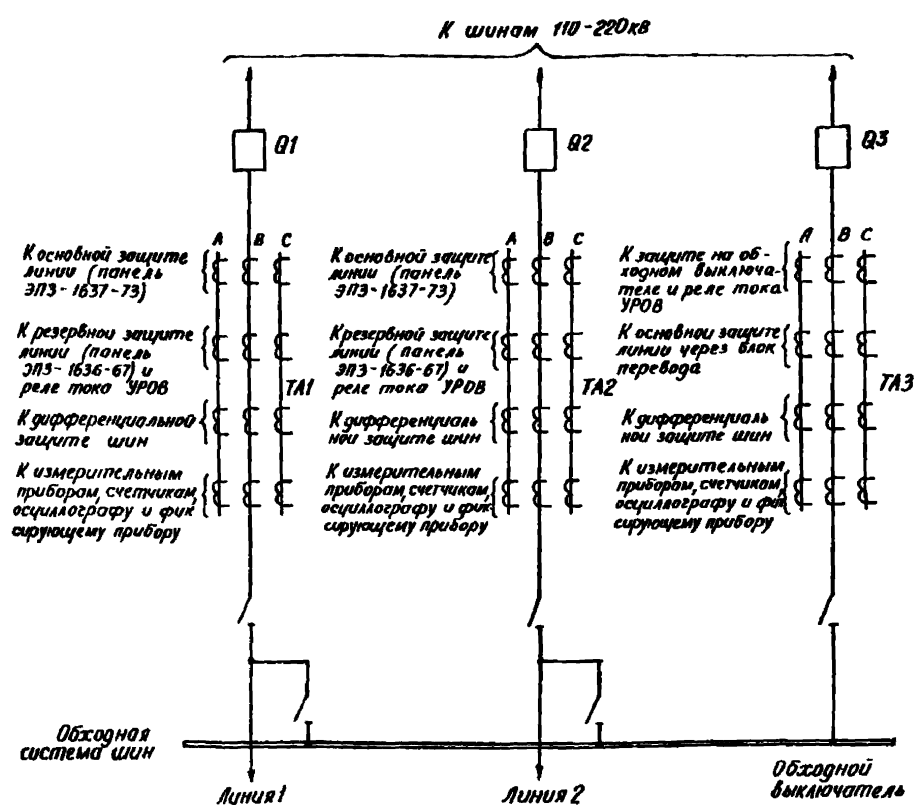 К шинам 110-220кв
Q1
Q2
Q3
А В С
А В С
А В С
К основной защите
линии (панель
ЭПЗ-1637-73)
К резервной защите
линии (панель
ЭПЗ-1636-67) и
реле тока УРОВ
К дифференциальной
защите шин
К измерительным
приборам, счетчикам,
осциллографу и фик
сирующему прибору
ТА1
К основной защите
линии (панель
ЭПЗ-1637-73)
К резервной защите
линии (панель
ЭПЗ-1636-67) и
реле тока УРОВ
К дифференциаль
ной защите шин
К измерительным
приборам, счетчикам,
осциллографу и фик
сирующему прибору
ТА2
К защите на об-
ходном выключа-
теле и реле тока
УРОВ
К основной защите
линии через блок
перевода
К дифференциаль
ной защите шин
К измерительным
приборам, счетчикам,
осциллографу и фик
сирующему прибору
ТА3
Обходная
система шин
Линия 1
Линия 2
Обходной
выключатель